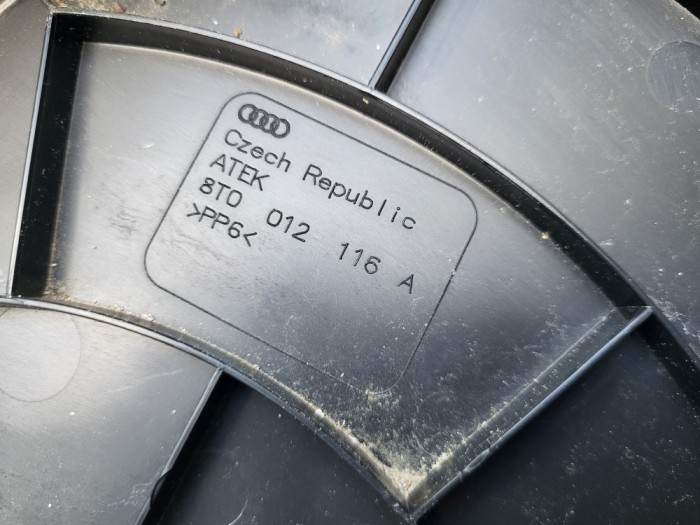 Czech Republic
ATEK
8T0 012 116 A
>PP6<